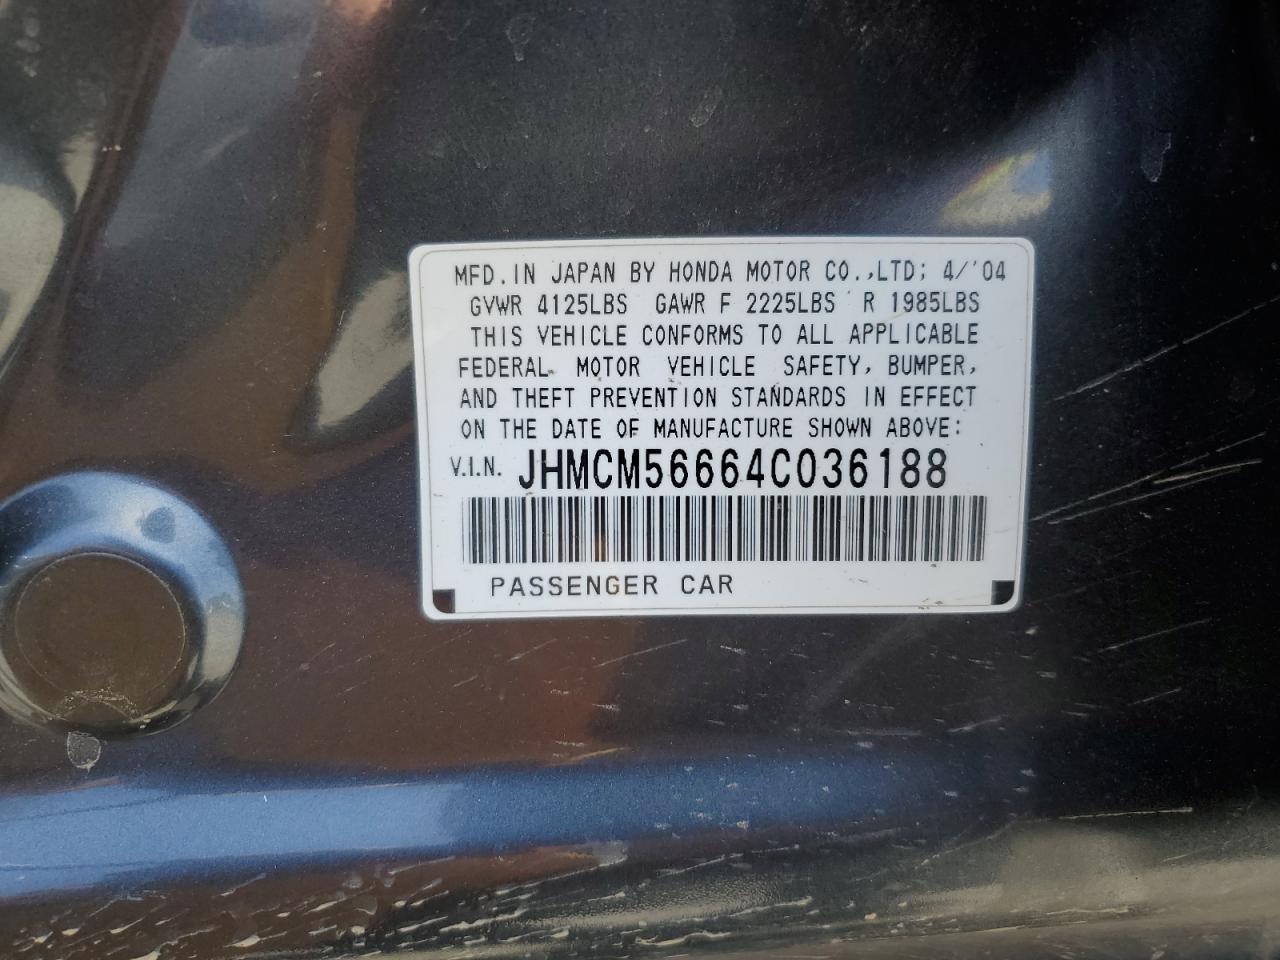 MFD. IN JAPAN BY HONDA MOTOR CO.,LTD; 4/'04
GVWR 4125LBS GAWR F 2225LBS R 1985LBS
THIS VEHICLE CONFORMS TO ALL APPLICABLE
FEDERAL MOTOR VEHICLE SAFETY, BUMPER,
AND THEFT PREVENTION STANDARDS IN EFFECT
ON THE DATE OF MANUFACTURE SHOWN ABOVE:
V.I.N. JHMCM56664C036188
PASSENGER CAR